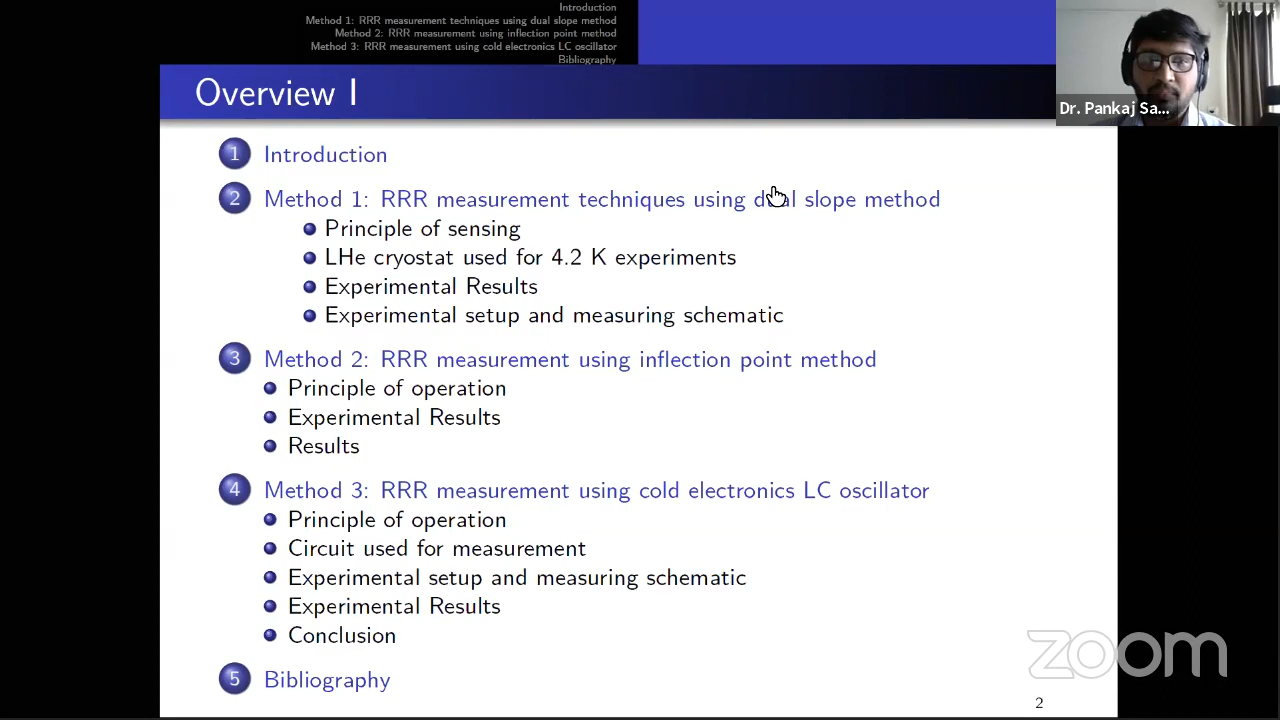 Introduction
Method 1: RRR measurement techniques using dual slope method
Method 2: RRR measurement using inflection point method
Method 3: RRR measurement using cold electronics LC oscillator
Bibliography
Overview I
Dr. Pankaj Sa...
1 Introduction
2 Method 1: RRR measurement techniques using dual slope method
Principle of sensing
LHe cryostat used for 4.2 K experiments
Experimental Results
Experimental setup and measuring schematic
3 Method 2: RRR measurement using inflection point method
Principle of operation
Experimental Results
Results
4 Method 3: RRR measurement using cold electronics LC oscillator
Principle of operation
Circuit used for measurement
Experimental setup and measuring schematic
Experimental Results
Conclusion
5 Bibliography
zoom
2